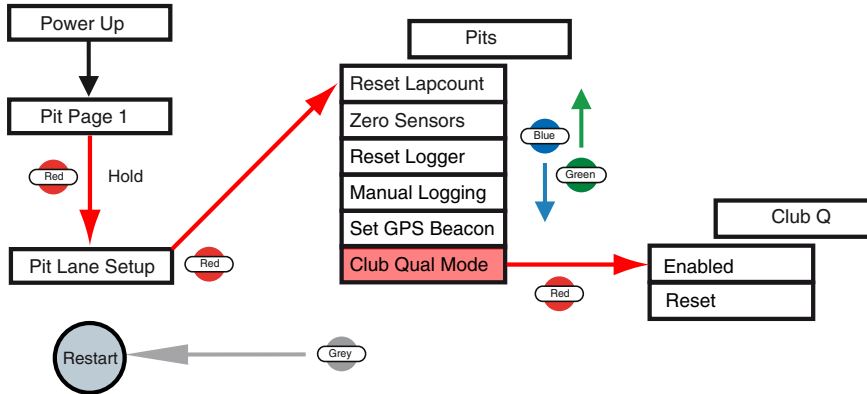 Power Up
Pits
Reset Lapcount
Pit Page 1
Zero Sensors
Blue
Reset Logger
Red
Hold
Green
Manual Logging
Club Q
Set GPS Beacon
Pit Lane Setup
Red
Club Qual Mode
Enabled
Red
Reset
Restart
Grey